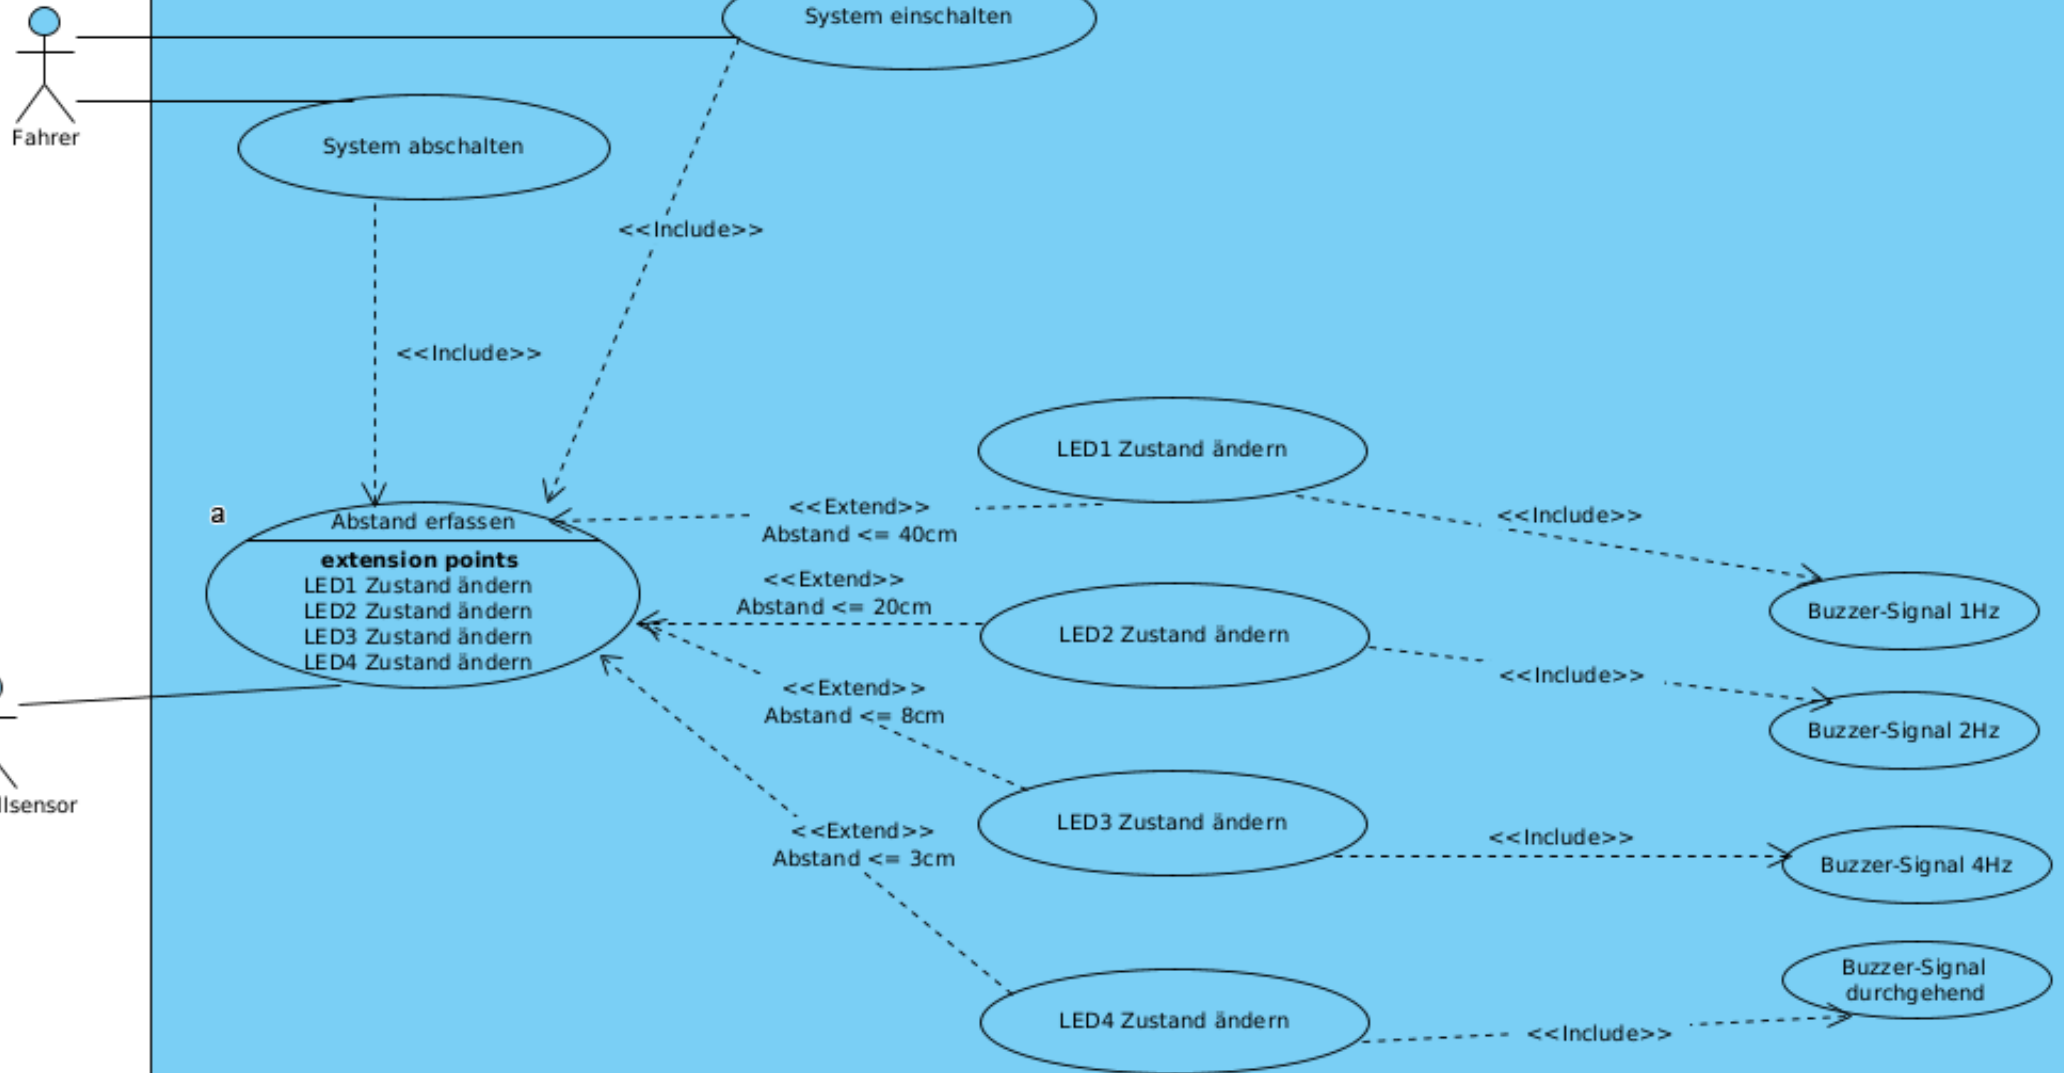 System einschalten
Fahrer
System abschalten
<<Include>>
<<Include>>
a
Abstand erfassen
extension points
LED1 Zustand ändern
LED2 Zustand ändern
LED3 Zustand ändern
LED4 Zustand ändern
LED1 Zustand ändern
<<Extend>>
Abstand <= 40cm
<<Include>>
<<Extend>>
Abstand <= 20cm
LED2 Zustand ändern
Buzzer-Signal 1Hz
<<Include>>
<<Extend>>
Abstand <= 8cm
Buzzer-Signal 2Hz
llsensor
LED3 Zustand ändern
<<Include>>
<<Extend>>
Abstand <= 3cm
Buzzer-Signal 4Hz
Buzzer-Signal
durchgehend
LED4 Zustand ändern
<<Include>>